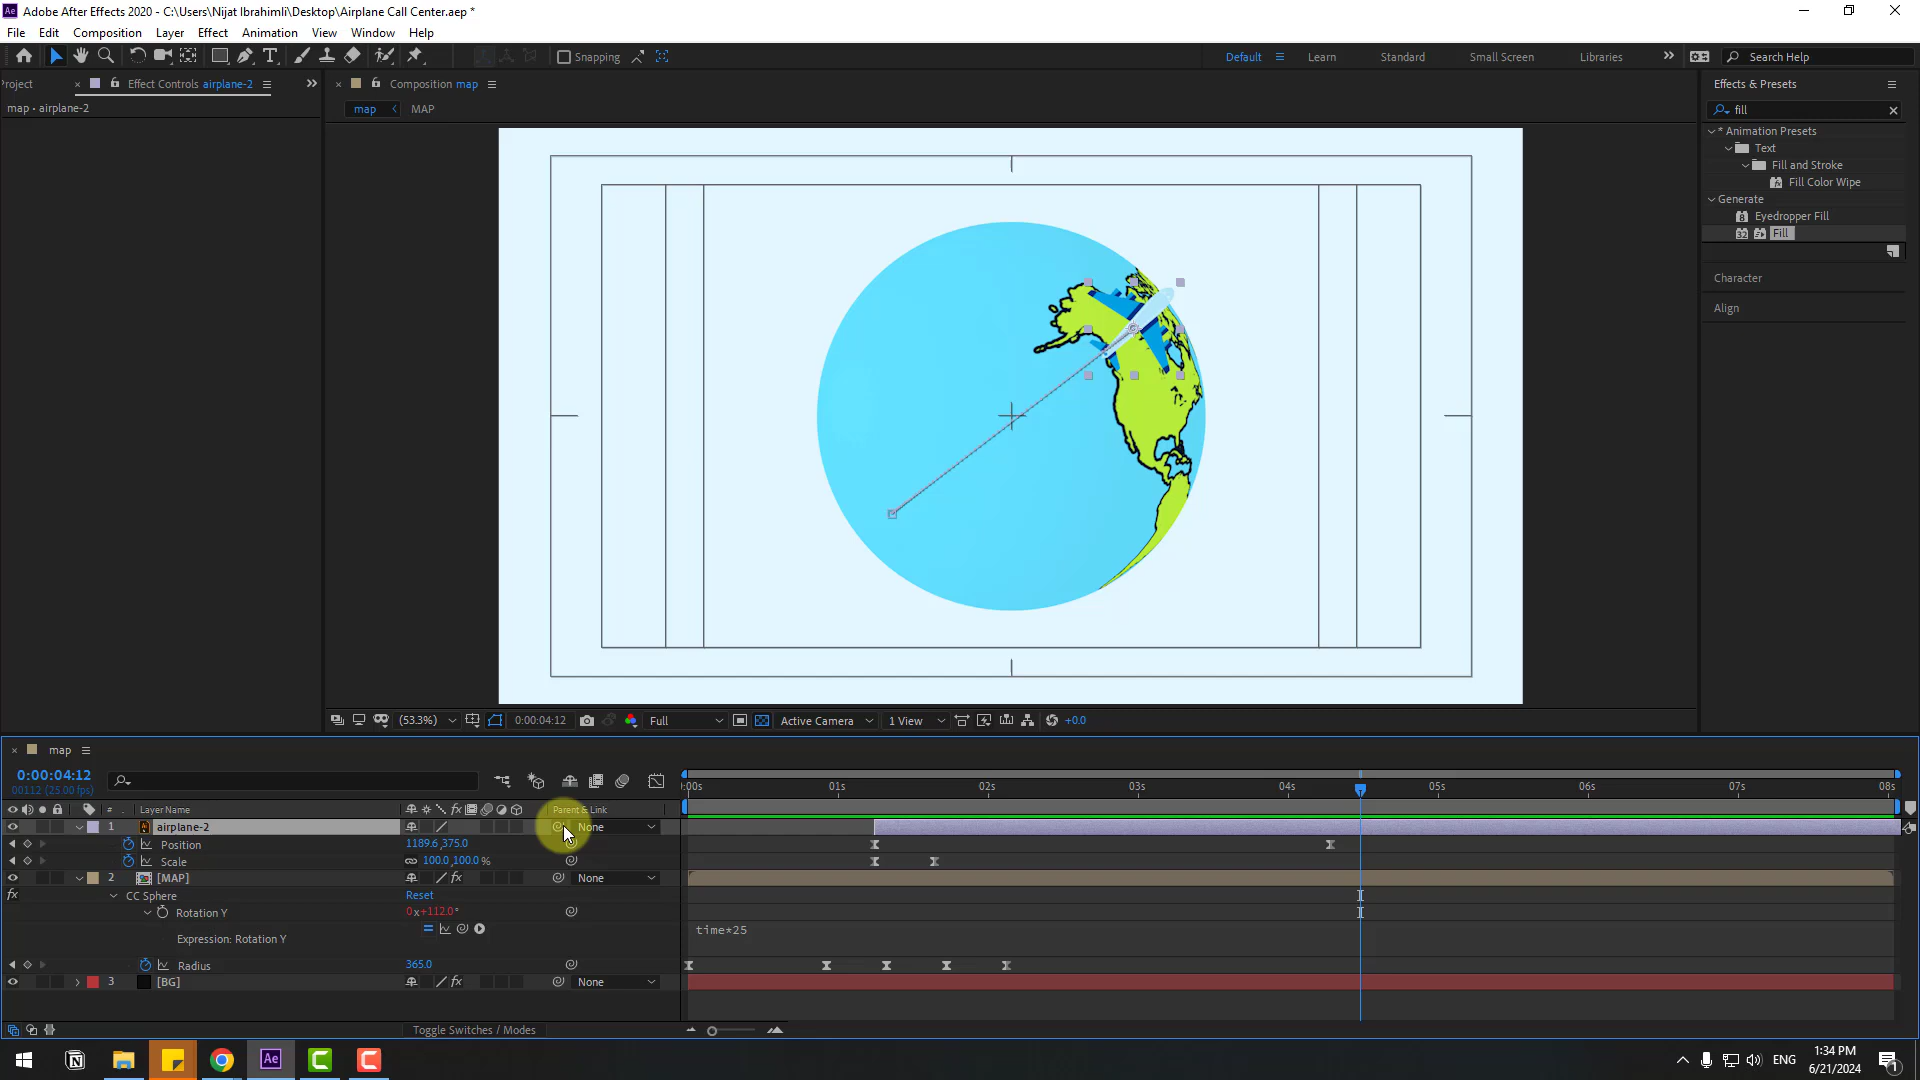 Adobe After Effects 2020 - C:\Users\Nijat Ibrahimli\Desktop\Airplane Call Center.aep *
File Edit Composition Layer Effect Animation View Window Help
Snapping Default Learn Standard Small Screen Libraries Search Help
Project Effect Controls airplane-2 Composition map Effects & Presets
map • airplane-2 map MAP fill
* Animation Presets
Text
Fill and Stroke
Fill Color Wipe
Generate
Eyedropper Fill
Fill
Character
Align
(53.3%) 0:00:04:12 Full Active Camera 1 View +0.0
map
0:00:04:12
00112 (25.00 fps)
:00s 01s 02s 03s 04s 05s 06s 07s 08s
# Layer Name Parent & Link
1 airplane-2 None
Position 1189.6,375.0
Scale 100.0,100.0 %
2 [MAP] None
CC Sphere Reset
Rotation Y 0x+112.0°
Expression: Rotation Y time*25
Radius 365.0
3 [BG] None
Toggle Switches / Modes
ENG 1:34 PM
6/21/2024